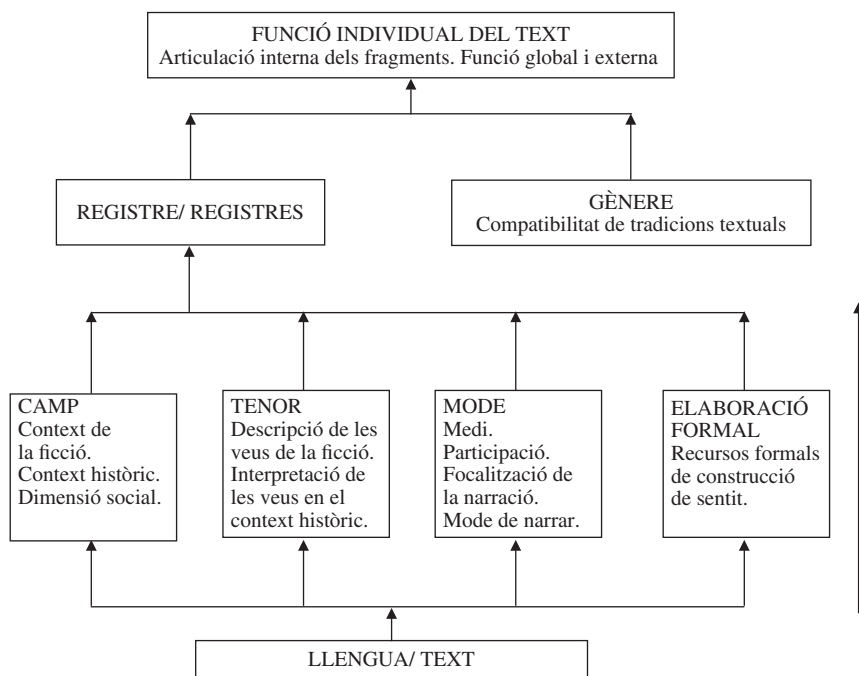 FUNCIÓ INDIVIDUAL DEL TEXT
Articulació interna dels fragments. Funció global i externa
REGISTRE/ REGISTRES
GÈNERE
Compatibilitat de tradicions textuals
CAMP
Context de
la ficció.
Context històric.
Dimensió social.
TENOR
Descripció de les
veus de la ficció.
Interpretació de
les veus en el
context històric.
MODE
Medi.
Participació.
Focalització de
la narració.
Mode de narrar.
ELABORACIÓ
FORMAL
Recursos formals
de construcció
de sentit.
LLENGUA/ TEXT